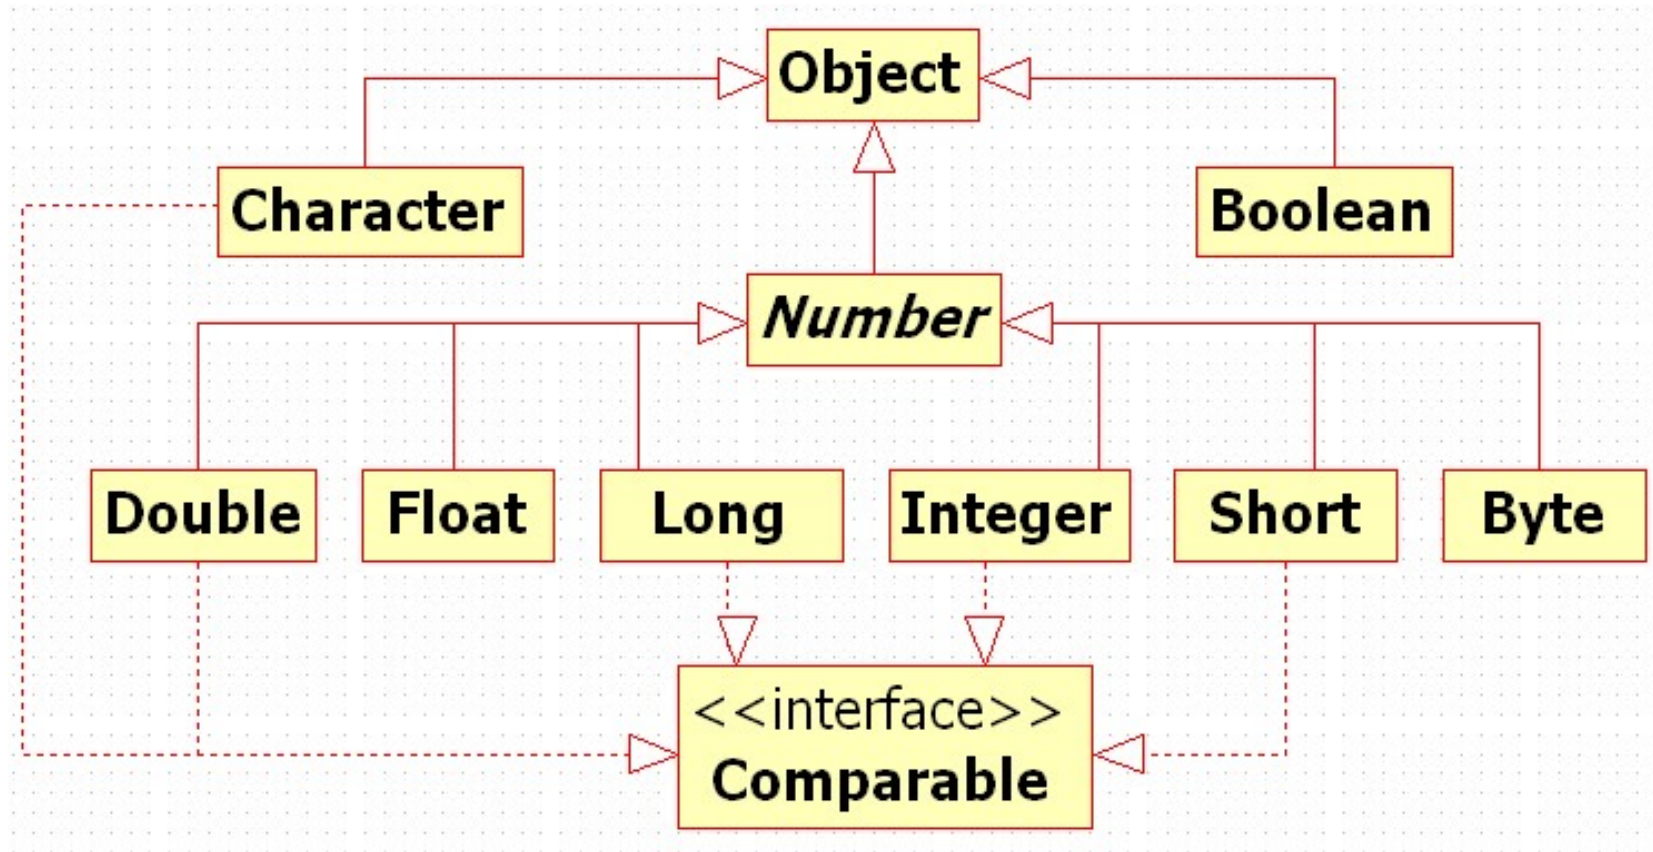 Object
Character
Boolean
Number
Double
Float
Long
Integer
Short
Byte
<<interface>>
Comparable